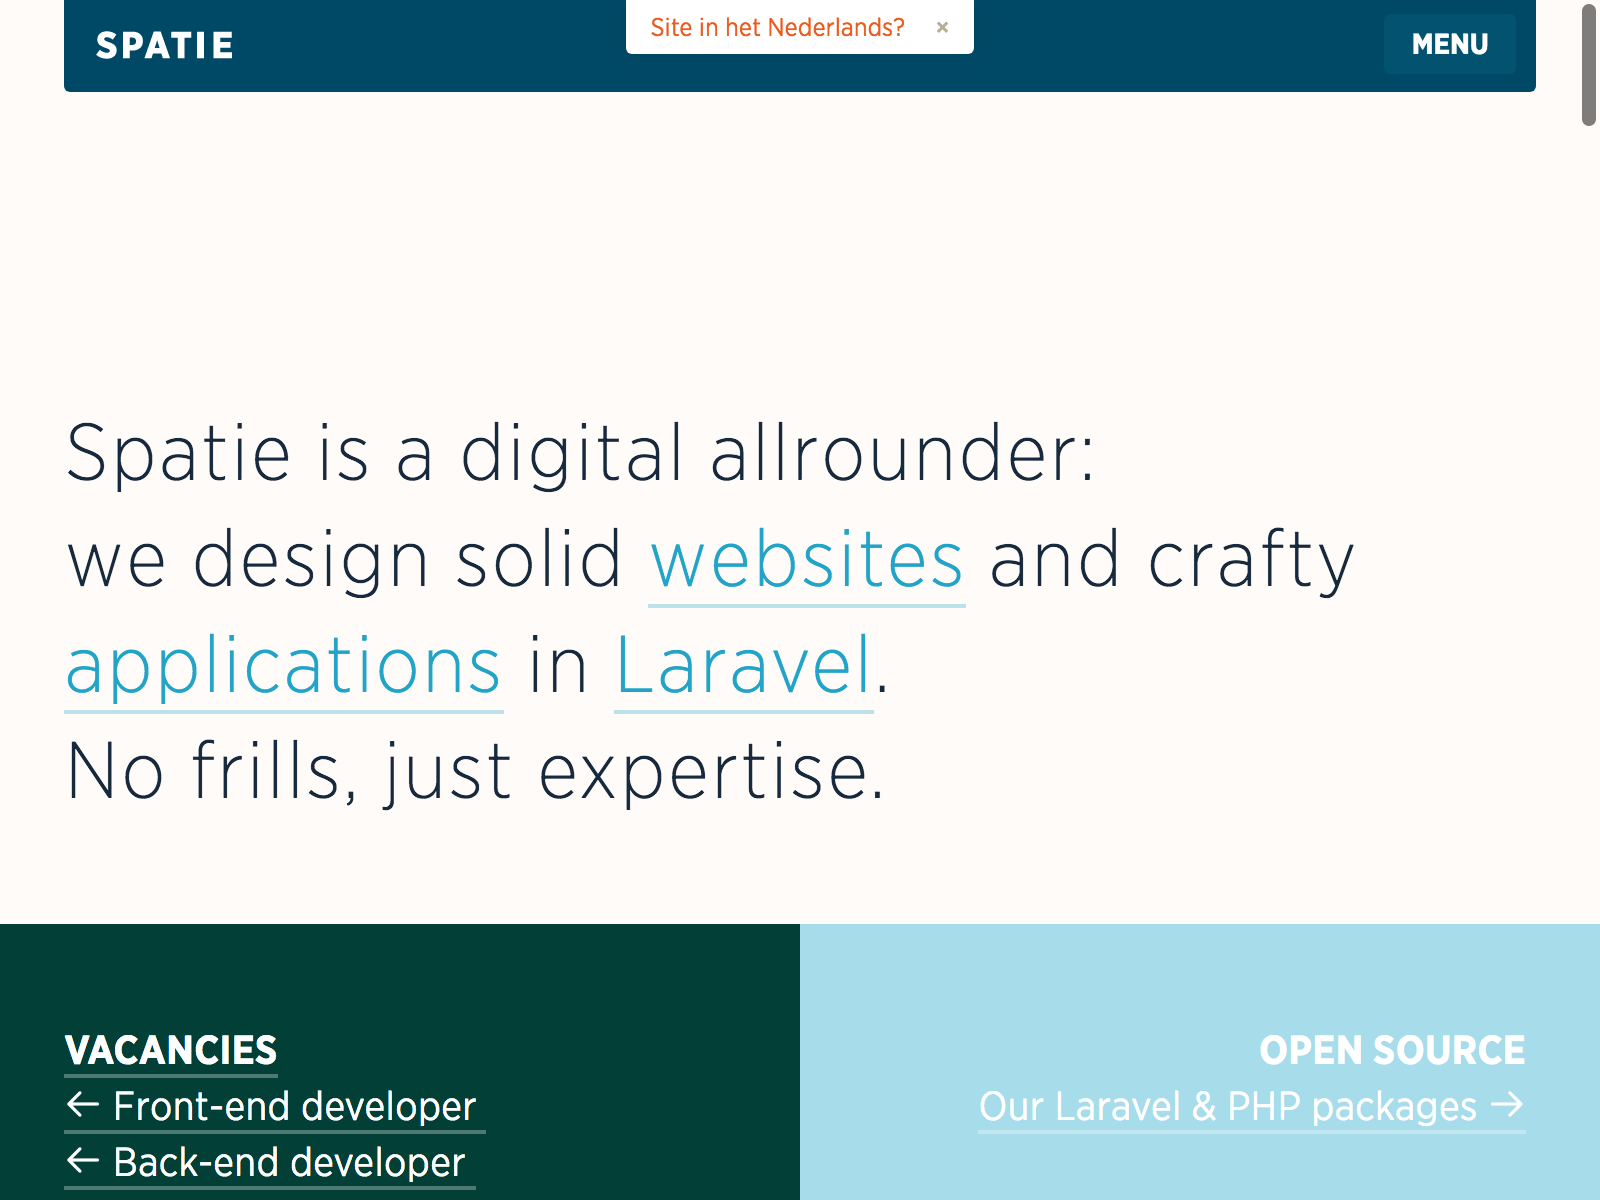 SPATIE
Site in het Nederlands? ×
MENU
Spatie is a digital allrounder:
we design solid websites and crafty
applications in Laravel.
No frills, just expertise.
VACANCIES
← Front-end developer
← Back-end developer
OPEN SOURCE
Our Laravel & PHP packages →